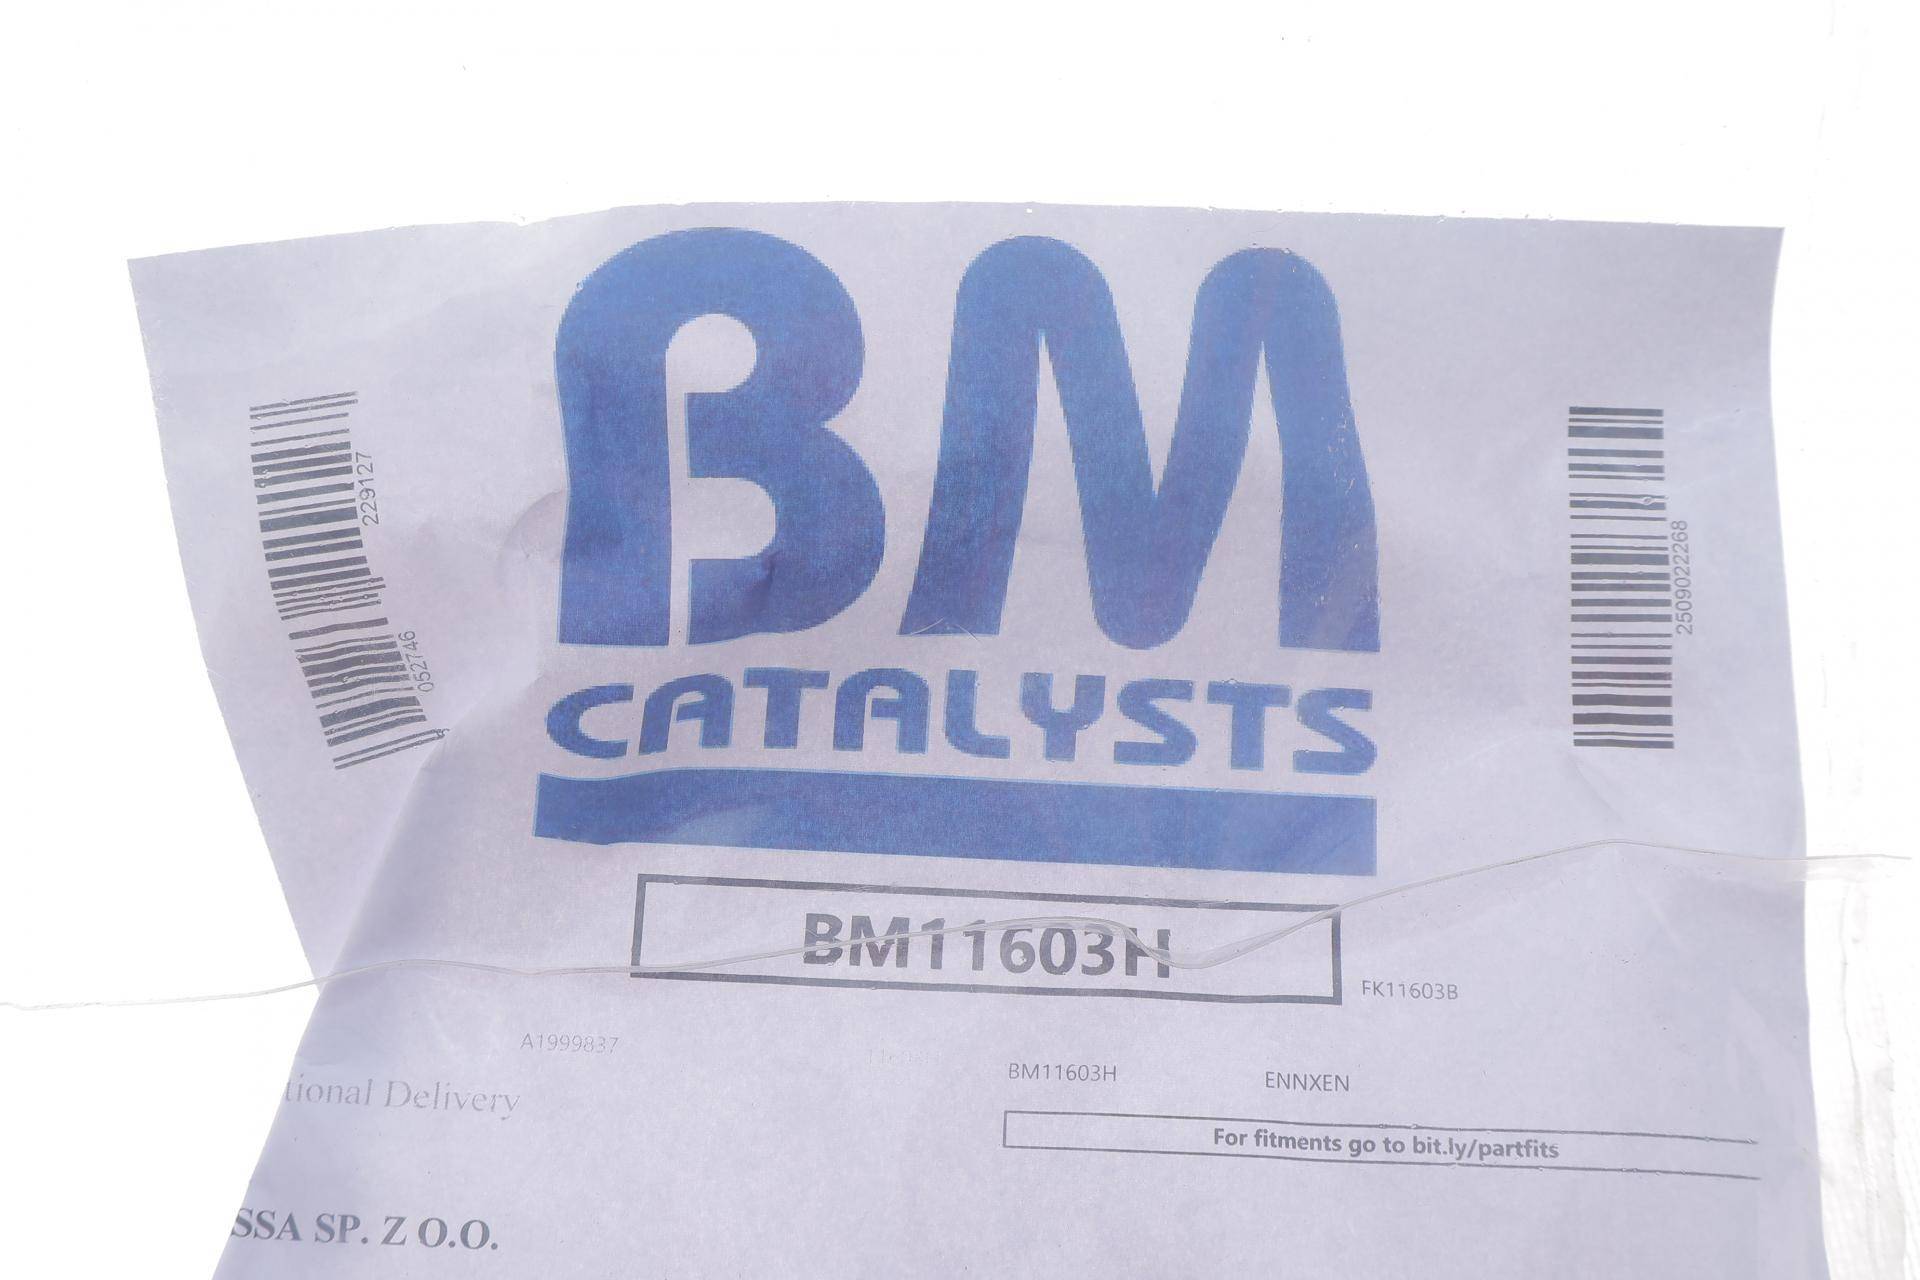 BM
CATALYSTS
229127
052746
2509022268
BM11603H
FK11603B
A1999837
BM11603H
ENNXEN
tional Delivery
For fitments go to bit.ly/partfits
SSA SP. Z O.O.